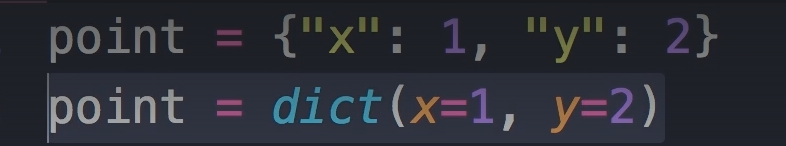 point = {"x": 1, "y": 2}
point = dict(x=1, y=2)